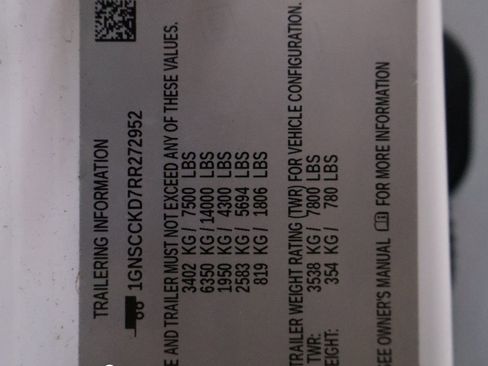 TRAILERING INFORMATION
1GNSCCKD7RR272952
E AND TRAILER MUST NOT EXCEED ANY OF THESE VALUES.
3402 KG / 7500 LBS
6350 KG / 14000 LBS
1950 KG / 4300 LBS
2583 KG / 5694 LBS
819 KG / 1806 LBS
TRAILER WEIGHT RATING (TWR) FOR VEHICLE CONFIGURATION.
TWR: 3538 KG / 7800 LBS
EIGHT: 354 KG / 780 LBS
SEE OWNER'S MANUAL FOR MORE INFORMATION